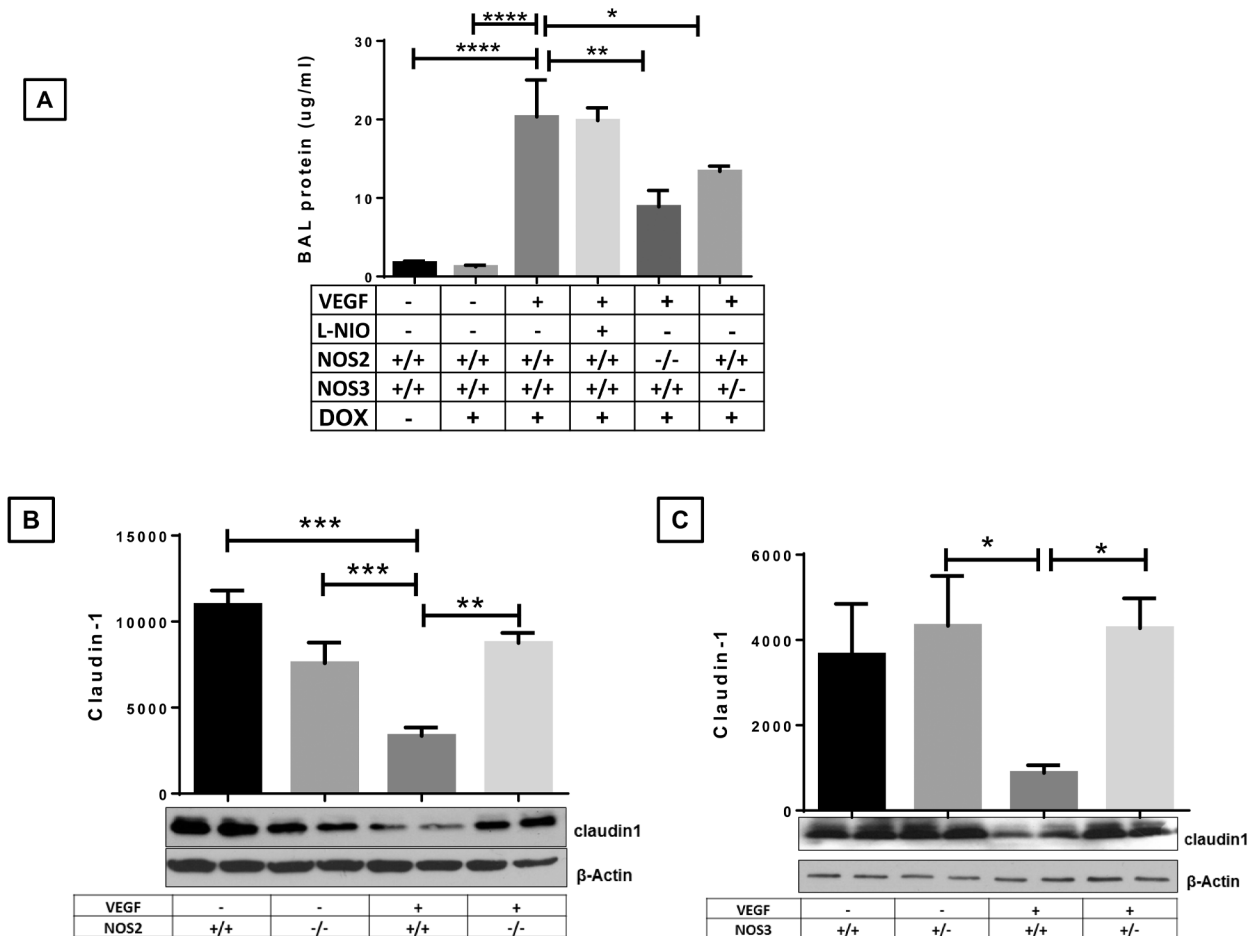 A
**** *
**** **
30
20
10
0
BAL protein (ug/ml)
VEGF - - + + + +
L-NIO - - - + - -
NOS2 +/+ +/+ +/+ +/+ -/- +/+
NOS3 +/+ +/+ +/+ +/+ +/+ +/-
DOX - + + + + +
B
***
***
**
15000
10000
5000
0
Claudin-1
claudin1
β-Actin
VEGF - - + +
NOS2 +/+ -/- +/+ -/-
C
* *
6000
4000
2000
0
Claudin-1
claudin1
β-Actin
VEGF - - + +
NOS3 +/+ +/- +/+ +/-